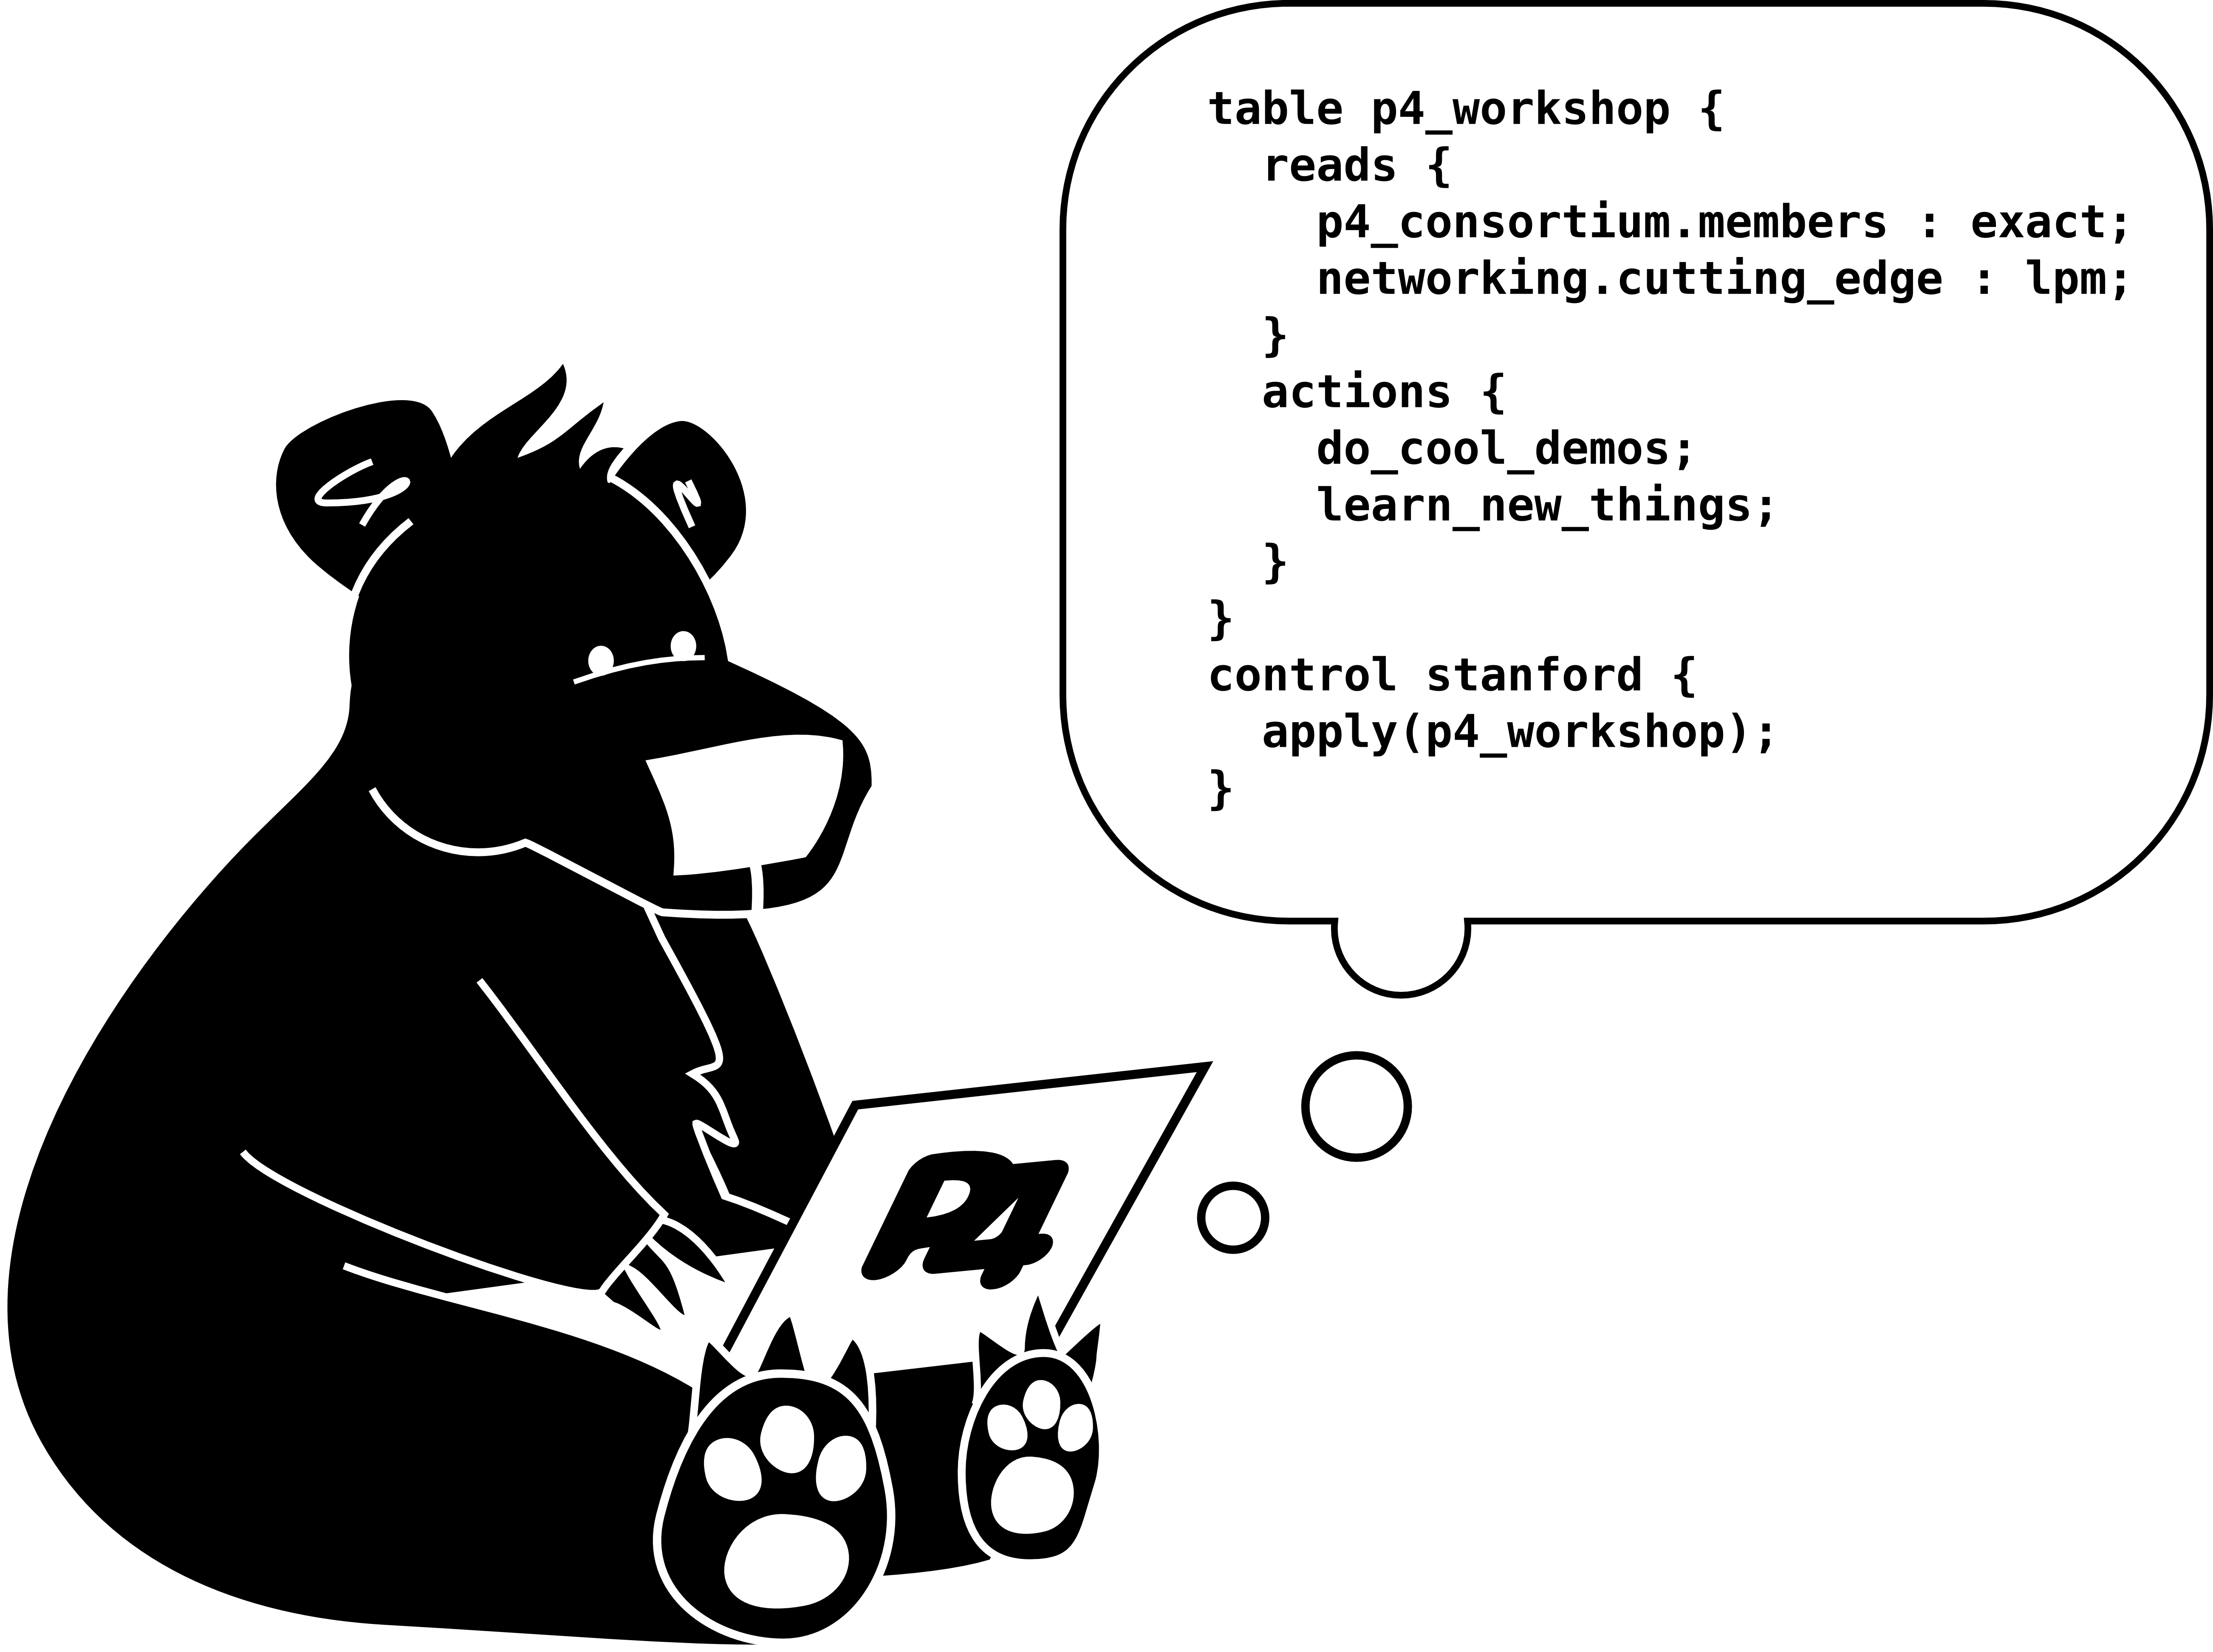 table p4_workshop {
  reads {
    p4_consortium.members : exact;
    networking.cutting_edge : lpm;
  }
  actions {
    do_cool_demos;
    learn_new_things;
  }
}
control stanford {
  apply(p4_workshop);
}
P4